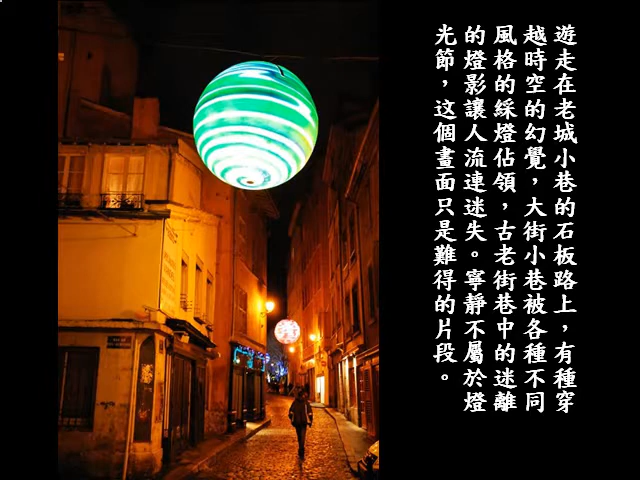 遊走在老城小巷的石板路上，有種穿
越時空的幻覺，大街小巷被各種不同
風格的綵燈佔領，古老街巷中的迷離
的燈影讓人流連迷失。寧靜不屬於燈
光節，这個畫面只是難得的片段。